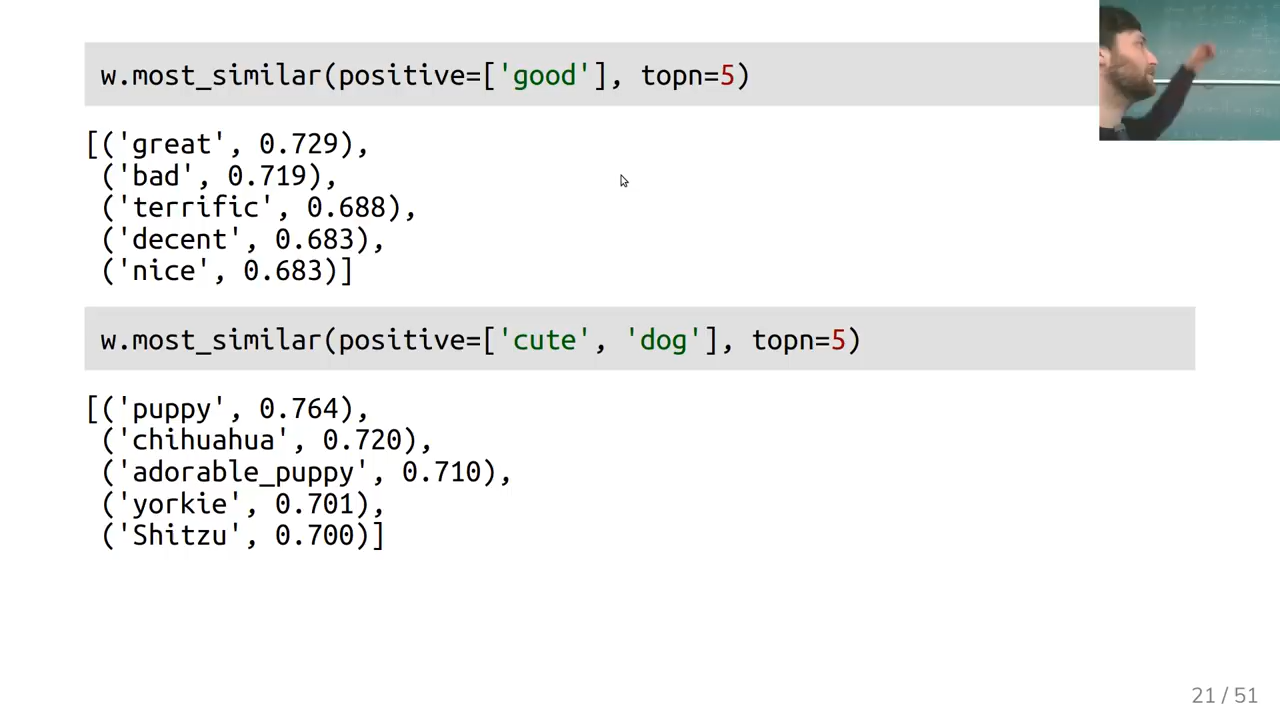 w.most_similar(positive=['good'], topn=5)
[('great', 0.729),
('bad', 0.719),
('terrific', 0.688),
('decent', 0.683),
('nice', 0.683)]
w.most_similar(positive=['cute', 'dog'], topn=5)
[('puppy', 0.764),
('chihuahua', 0.720),
('adorable_puppy', 0.710),
('yorkie', 0.701),
('Shitzu', 0.700)]
21 / 51